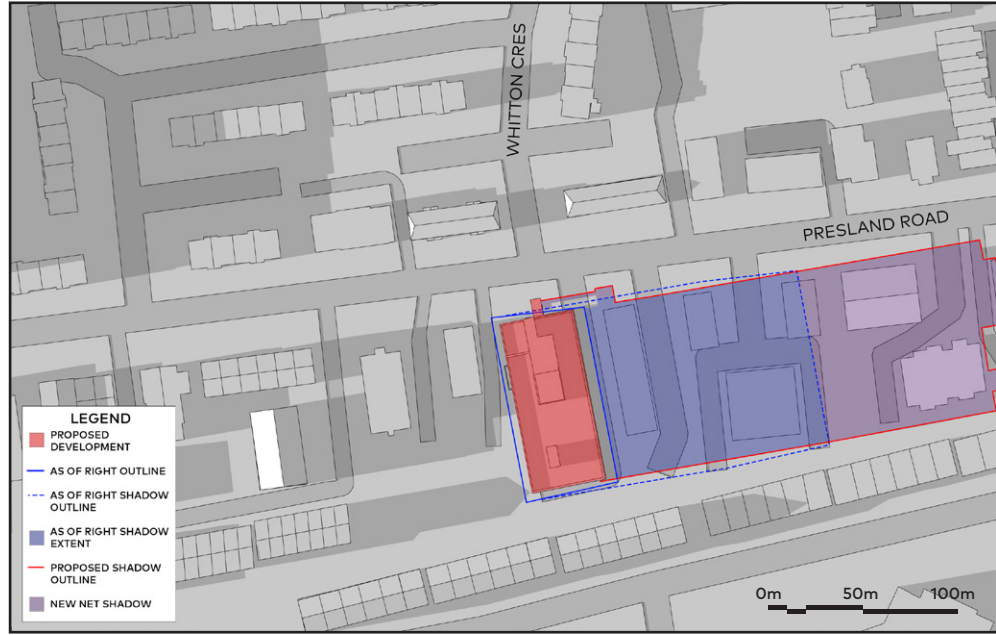 WHITTON CRES
PRESLAND ROAD
LEGEND
PROPOSED
DEVELOPMENT
AS OF RIGHT OUTLINE
AS OF RIGHT SHADOW
OUTLINE
AS OF RIGHT SHADOW
EXTENT
PROPOSED SHADOW
OUTLINE
NEW NET SHADOW
0m 50m 100m